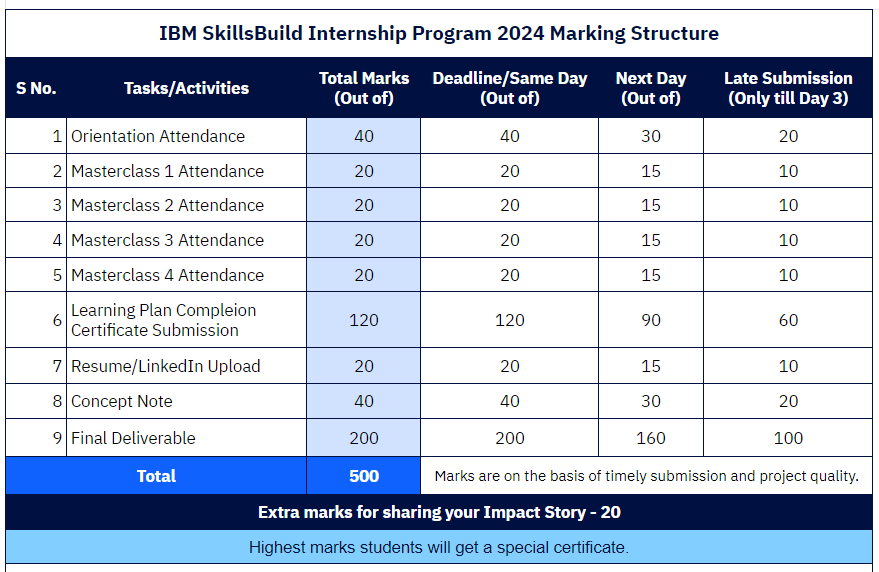 IBM SkillsBuild Internship Program 2024 Marking Structure
S No. Tasks/Activities Total Marks (Out of) Deadline/Same Day (Out of) Next Day (Out of) Late Submission (Only till Day 3)
1 Orientation Attendance 40 40 30 20
2 Masterclass 1 Attendance 20 20 15 10
3 Masterclass 2 Attendance 20 20 15 10
4 Masterclass 3 Attendance 20 20 15 10
5 Masterclass 4 Attendance 20 20 15 10
6 Learning Plan Compleion Certificate Submission 120 120 90 60
7 Resume/LinkedIn Upload 20 20 15 10
8 Concept Note 40 40 30 20
9 Final Deliverable 200 200 160 100
Total 500 Marks are on the basis of timely submission and project quality.
Extra marks for sharing your Impact Story - 20
Highest marks students will get a special certificate.